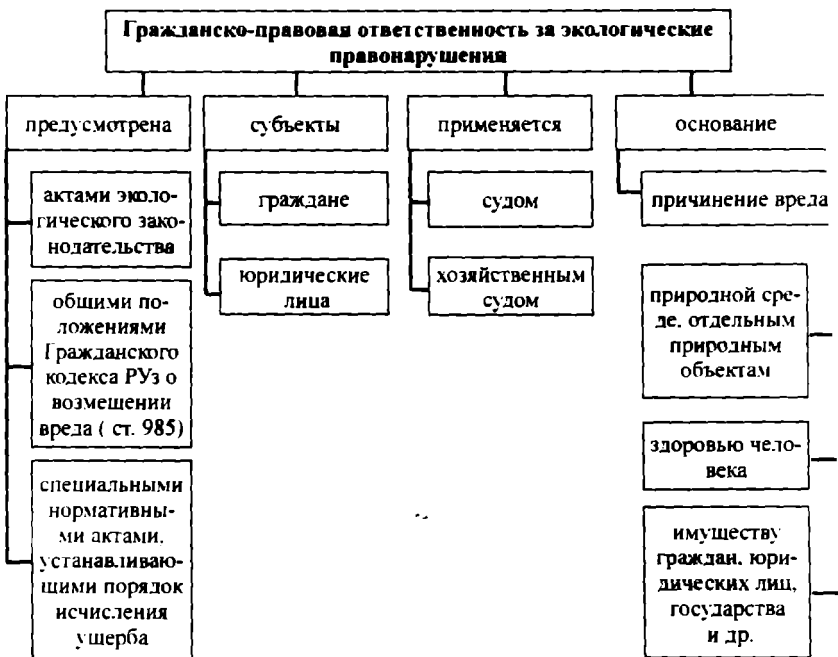 Гражданско-правовая ответственность за экологические
правонарушения
предусмотрена
актами эколо-
гического зако-
нодательства
общими по-
ложениями
Гражданского
кодекса РУз о
возмещении
вреда ( ст. 985)
специальными
нормативны-
ми актами,
устанавливаю-
щими порядок
исчисления
ущерба
субъекты
граждане
юридические
лица
применяется
судом
хозяйственным
судом
основание
причинение вреда
природной сре-
де, отдельным
природным
объектам
здоровью чело-
века
имуществу
граждан, юри-
дических лиц,
государства
и др.